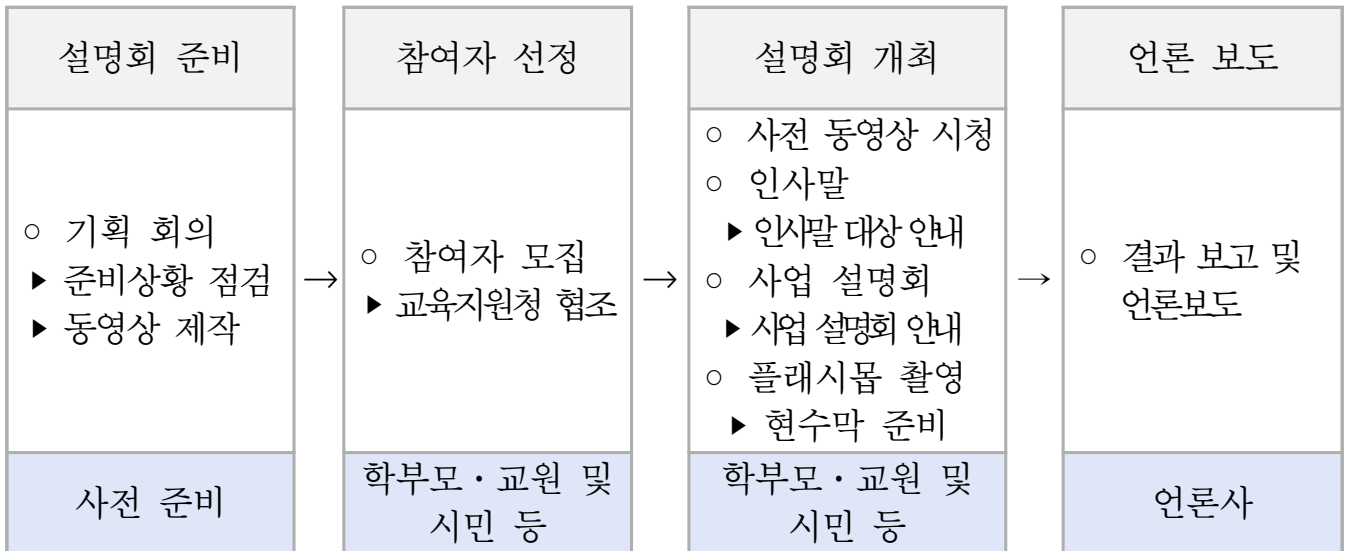 설명회 준비
○ 기획 회의
▶ 준비상황 점검
▶ 동영상 제작
사전 준비
→
참여자 선정
○ 참여자 모집
▶ 교육지원청 협조
학부모・교원 및
시민 등
→
설명회 개최
○ 사전 동영상 시청
○ 인사말
▶ 인사말 대상 안내
○ 사업 설명회
▶ 사업 설명회 안내
○ 플래시몹 촬영
▶ 현수막 준비
학부모・교원 및
시민 등
→
언론 보도
○ 결과 보고 및
언론보도
언론사